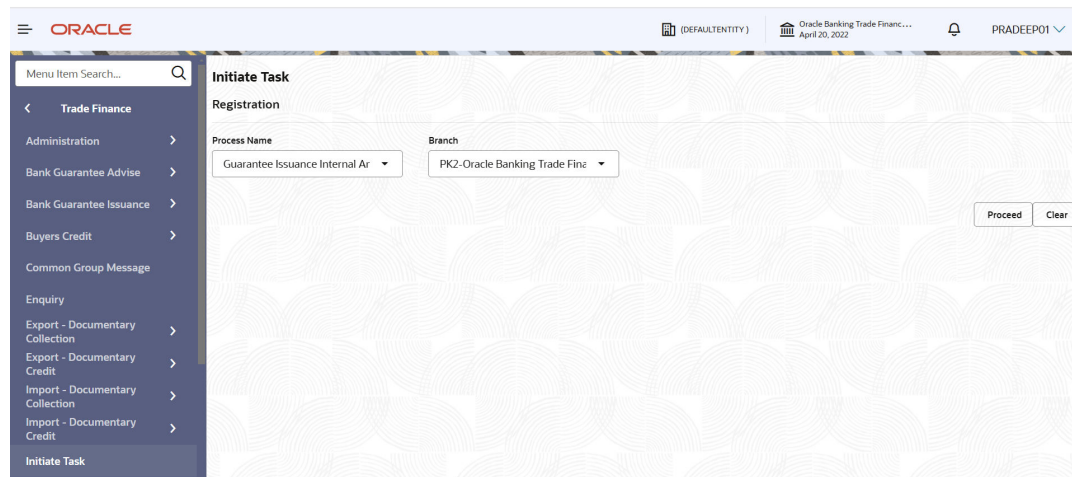 ORACLE
(DEFAULTENTITY )
Oracle Banking Trade Financ...
April 20, 2022
PRADEEP01
Menu Item Search...
Trade Finance
Administration
Bank Guarantee Advise
Bank Guarantee Issuance
Buyers Credit
Common Group Message
Enquiry
Export - Documentary
Collection
Export - Documentary
Credit
Import - Documentary
Collection
Import - Documentary
Credit
Initiate Task
Initiate Task
Registration
Process Name
Branch
Guarantee Issuance Internal Ar
PK2-Oracle Banking Trade Fina
Proceed
Clear